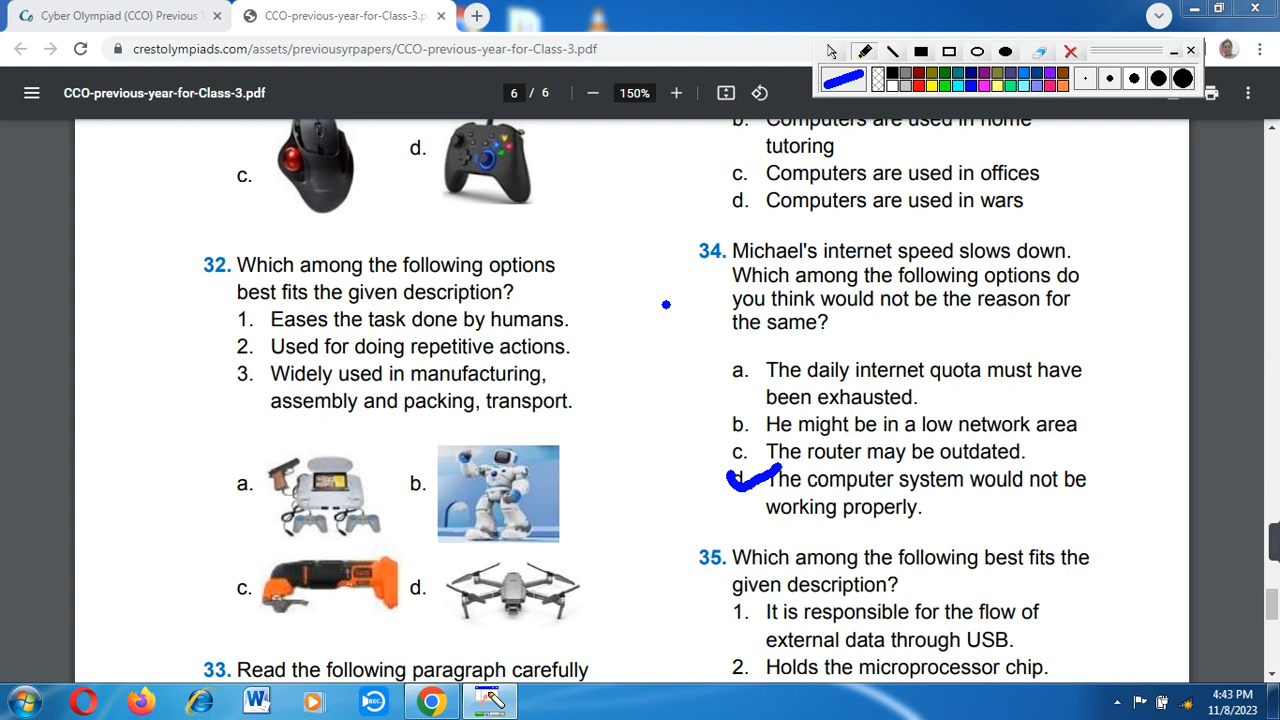 Cyber Olympiad (CCO) Previous Y
CCO-previous-year-for-Class-3.p
crestolympiads.com/assets/previousyrpapers/CCO-previous-year-for-Class-3.pdf
CCO-previous-year-for-Class-3.pdf
6 / 6
150%
c.
d.
32. Which among the following options
best fits the given description?
1. Eases the task done by humans.
2. Used for doing repetitive actions.
3. Widely used in manufacturing,
assembly and packing, transport.
a.
b.
c.
d.
33. Read the following paragraph carefully
b. Computers are used in home
tutoring
c. Computers are used in offices
d. Computers are used in wars
34. Michael's internet speed slows down.
Which among the following options do
you think would not be the reason for
the same?
a. The daily internet quota must have
been exhausted.
b. He might be in a low network area
c. The router may be outdated.
The computer system would not be
working properly.
35. Which among the following best fits the
given description?
1. It is responsible for the flow of
external data through USB.
2. Holds the microprocessor chip.
REC
4:43 PM
11/8/2023